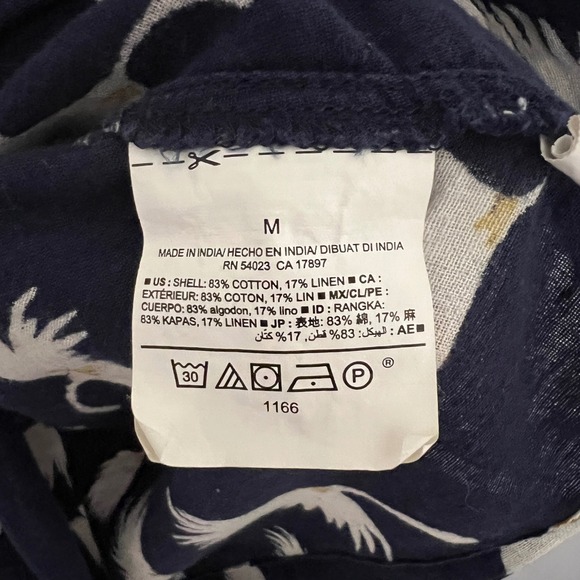 M
MADE IN INDIA/ HECHO EN INDIA/ DIBUAT DI INDIA
RN 54023 CA 17897
■ US : SHELL: 83% COTTON, 17% LINEN ■ CA :
EXTÉRIEUR: 83% COTON, 17% LIN ■ MX/CL/PE :
CUERPO: 83% algodon, 17% lino ■ ID : RANGKA:
83% KAPAS, 17% LINEN ■ JP : 表地: 83% 綿, 17% 麻
■ AE : الهيكل: 83% قطن, 17% كتان
30 P ®
1166